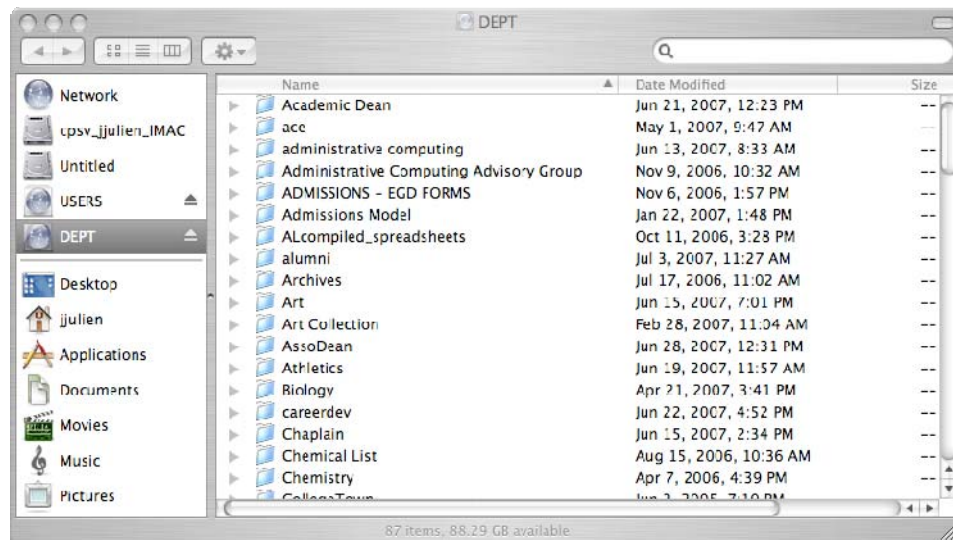 DEPT
Name Date Modified Size
Network
cpsv_jjulien_IMAC
Untitled
USERS
DEPT
Desktop
jjulien
Applications
Documents
Movies
Music
Pictures
Academic Dean Jun 21, 2007, 12:23 PM --
ace May 1, 2007, 9:47 AM --
administrative computing Jun 13, 2007, 8:33 AM --
Administrative Computing Advisory Group Nov 9, 2006, 10:32 AM --
ADMISSIONS - EGD FORMS Nov 6, 2006, 1:57 PM --
Admissions Model Jan 22, 2007, 1:48 PM --
ALcompiled_spreadsheets Oct 11, 2006, 3:28 PM --
alumni Jul 3, 2007, 11:27 AM --
Archives Jul 17, 2006, 11:02 AM --
Art Jun 15, 2007, 7:01 PM --
Art Collection Feb 28, 2007, 11:04 AM --
AssoDean Jun 28, 2007, 12:31 PM --
Athletics Jun 19, 2007, 11:57 AM --
Biology Apr 21, 2007, 3:41 PM --
careerdev Jun 22, 2007, 4:52 PM --
Chaplain Jun 15, 2007, 2:34 PM --
Chemical List Aug 15, 2006, 10:36 AM --
Chemistry Apr 7, 2006, 4:39 PM --
CollegeTown
87 items, 88.29 GB available